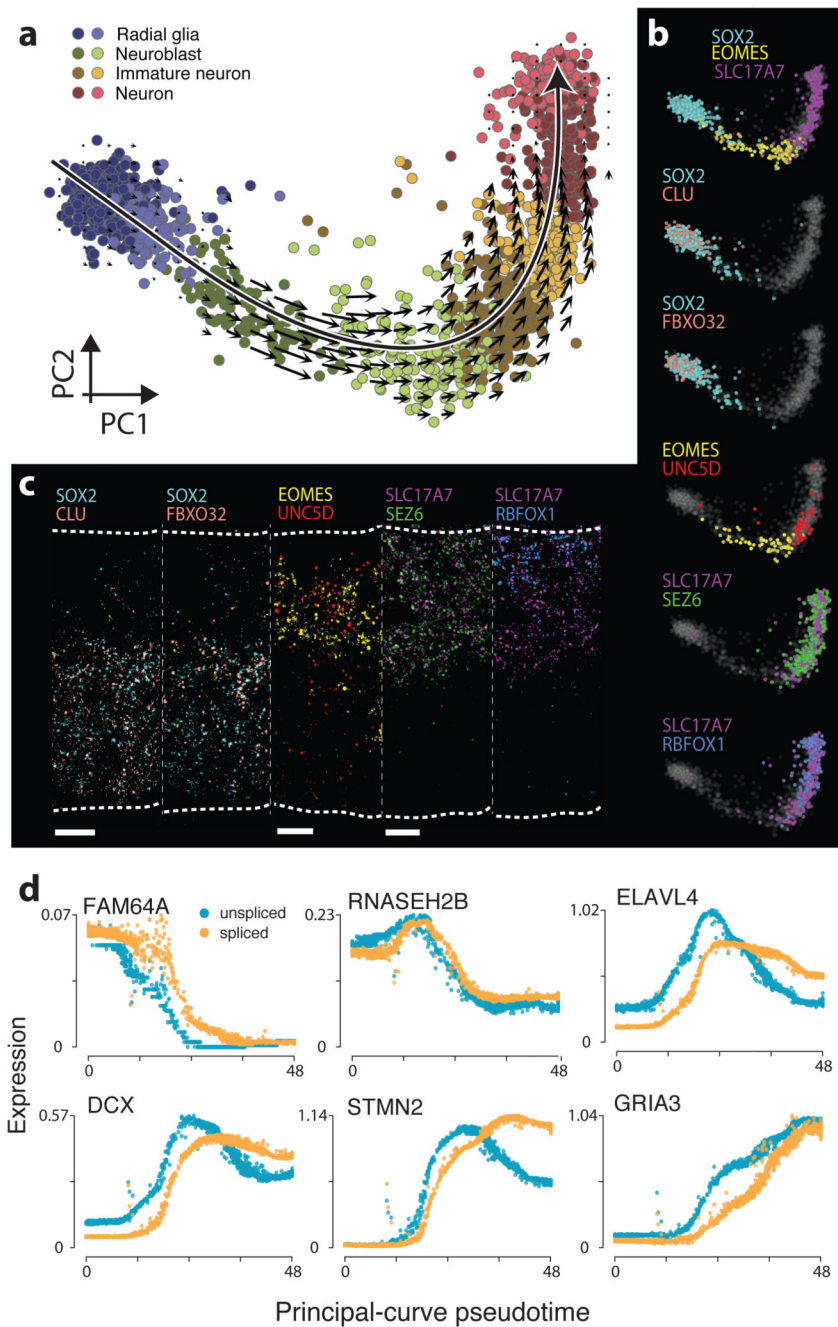 a
Radial glia
Neuroblast
Immature neuron
Neuron
PC2
PC1
b
SOX2
EOMES
SLC17A7
SOX2
CLU
SOX2
FBXO32
EOMES
UNC5D
SLC17A7
SEZ6
SLC17A7
RBFOX1
c
SOX2
CLU
SOX2
FBXO32
EOMES
UNC5D
SLC17A7
SEZ6
SLC17A7
RBFOX1
d
FAM64A
unspliced
spliced
0.07
0
0
48
RNASEH2B
0.23
0
0
48
ELAVL4
1.02
0
0
48
Expression
DCX
0.57
0
0
48
STMN2
1.14
0
0
48
GRIA3
1.04
0
0
48
Principal-curve pseudotime